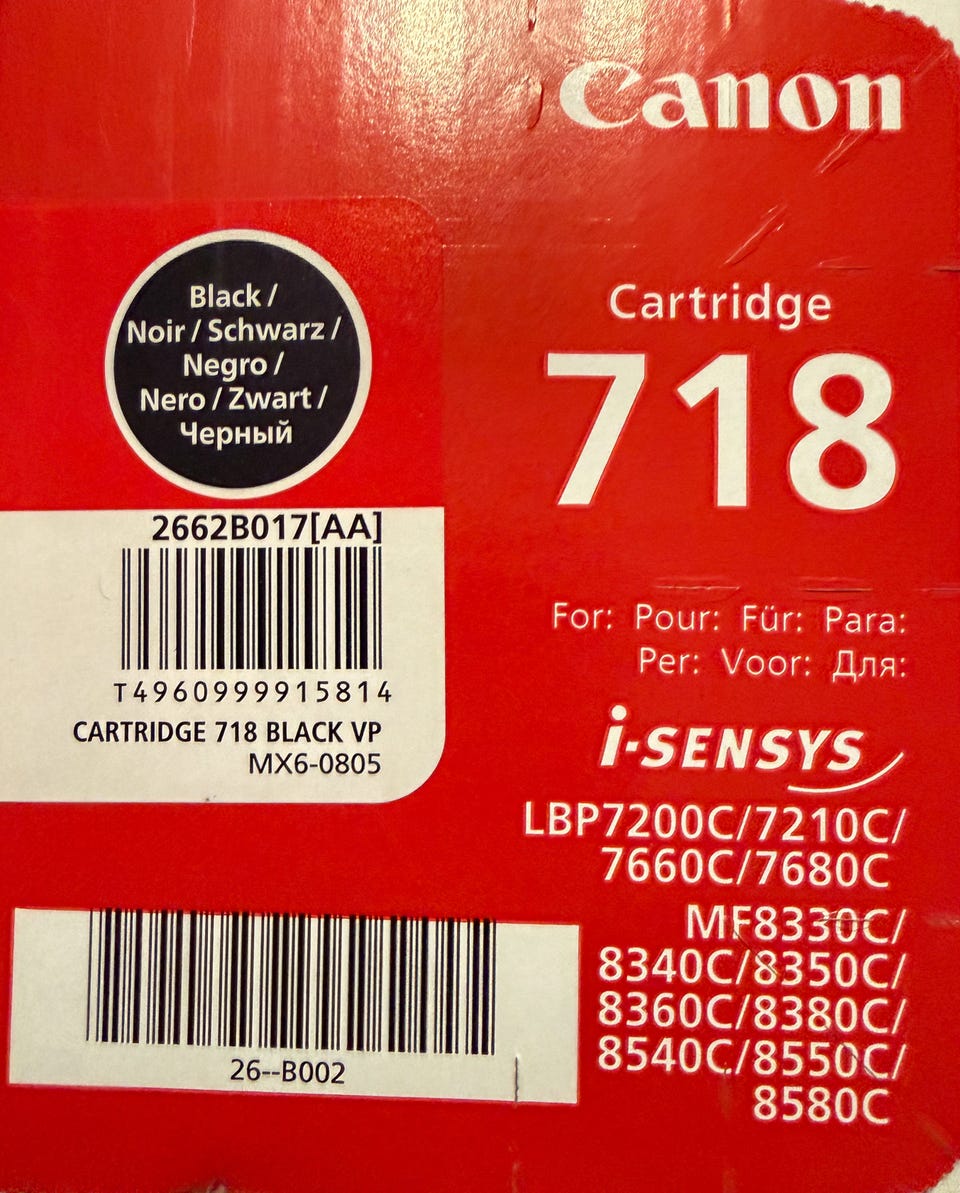 Canon
Black /
Noir / Schwarz /
Negro /
Nero / Zwart /
Черный
Cartridge
718
2662B017[AA]
T4960999915814
CARTRIDGE 718 BLACK VP
MX6-0805
For: Pour: Für: Para:
Per: Voor: Для:
i-SENSYS
LBP7200C/7210C/
7660C/7680C
MF8330C/
8340C/8350C/
8360C/8380C/
8540C/8550C/
8580C
26--B002